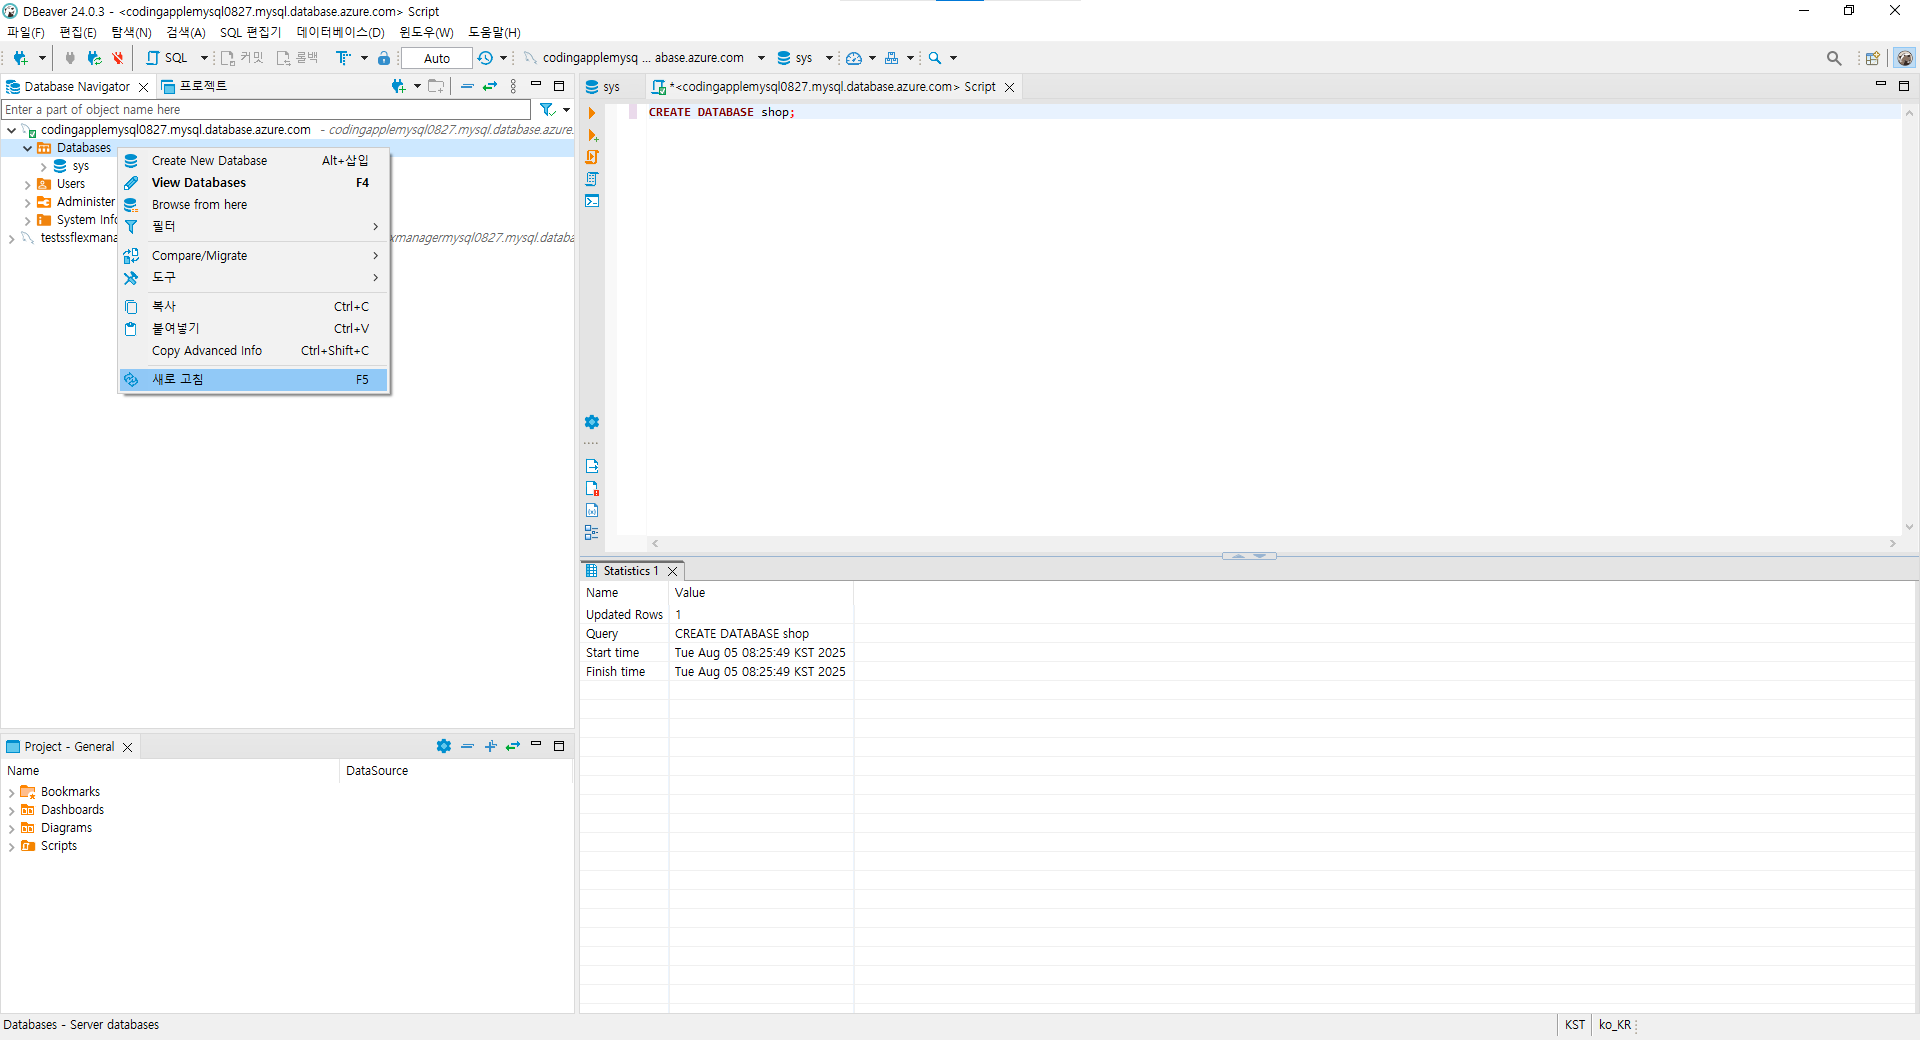 DBeaver 24.0.3 - <codingapplemysql0827.mysql.database.azure.com> Script
파일(F) 편집(E) 탐색(N) 검색(A) SQL 편집기 데이터베이스(D) 윈도우(W) 도움말(H)
SQL 커밋 롤백 Auto codingapplemysq ... abase.azure.com sys
Database Navigator 프로젝트
Enter a part of object name here
codingapplemysql0827.mysql.database.azure.com - codingapplemysql0827.mysql.database.azure.
Databases
sys
Users
Administer
System Info
testssflexmana xmanagermysql0827.mysql.databa
Create New Database Alt+삽입
View Databases F4
Browse from here
필터
Compare/Migrate
도구
복사 Ctrl+C
붙여넣기 Ctrl+V
Copy Advanced Info Ctrl+Shift+C
새로 고침 F5
sys *<codingapplemysql0827.mysql.database.azure.com> Script
CREATE DATABASE shop;
Statistics 1
Name Value
Updated Rows 1
Query CREATE DATABASE shop
Start time Tue Aug 05 08:25:49 KST 2025
Finish time Tue Aug 05 08:25:49 KST 2025
Project - General
Name DataSource
Bookmarks
Dashboards
Diagrams
Scripts
Databases - Server databases KST ko_KR